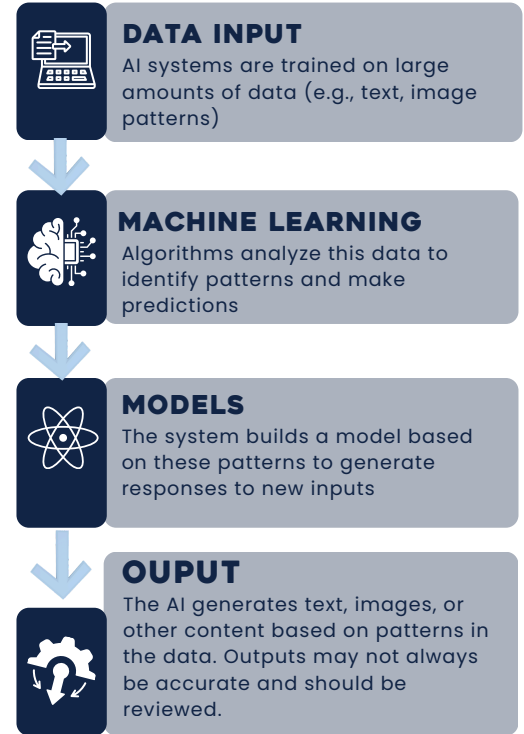 DATA INPUT
AI systems are trained on large
amounts of data (e.g., text, image
patterns)
MACHINE LEARNING
Algorithms analyze this data to
identify patterns and make
predictions
MODELS
The system builds a model based
on these patterns to generate
responses to new inputs
OUPUT
The AI generates text, images, or
other content based on patterns in
the data. Outputs may not always
be accurate and should be
reviewed.